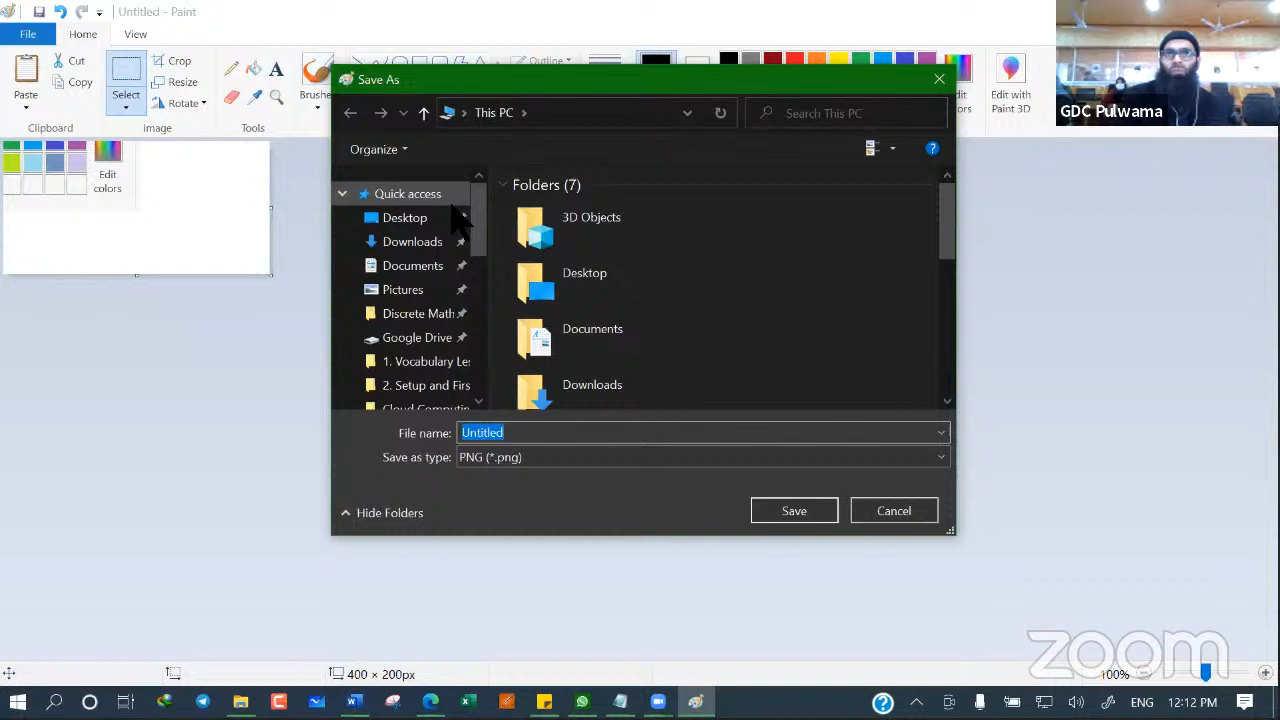 Untitled - Paint
File
Home
View
Paste
Cut
Copy
Clipboard
Select
Crop
Resize
Rotate
Image
Tools
Outline
Edit with
Paint 3D
GDC Pulwama
Edit
colors
Save As
This PC
Search This PC
Organize
Quick access
Desktop
Downloads
Documents
Pictures
Discrete Math
Google Drive
1. Vocabulary Le
2. Setup and Firs
Folders (7)
3D Objects
Desktop
Documents
Downloads
File name: Untitled
Save as type: PNG (*.png)
Hide Folders
Save
Cancel
zoom
400 × 200px
100%
ENG
12:12 PM